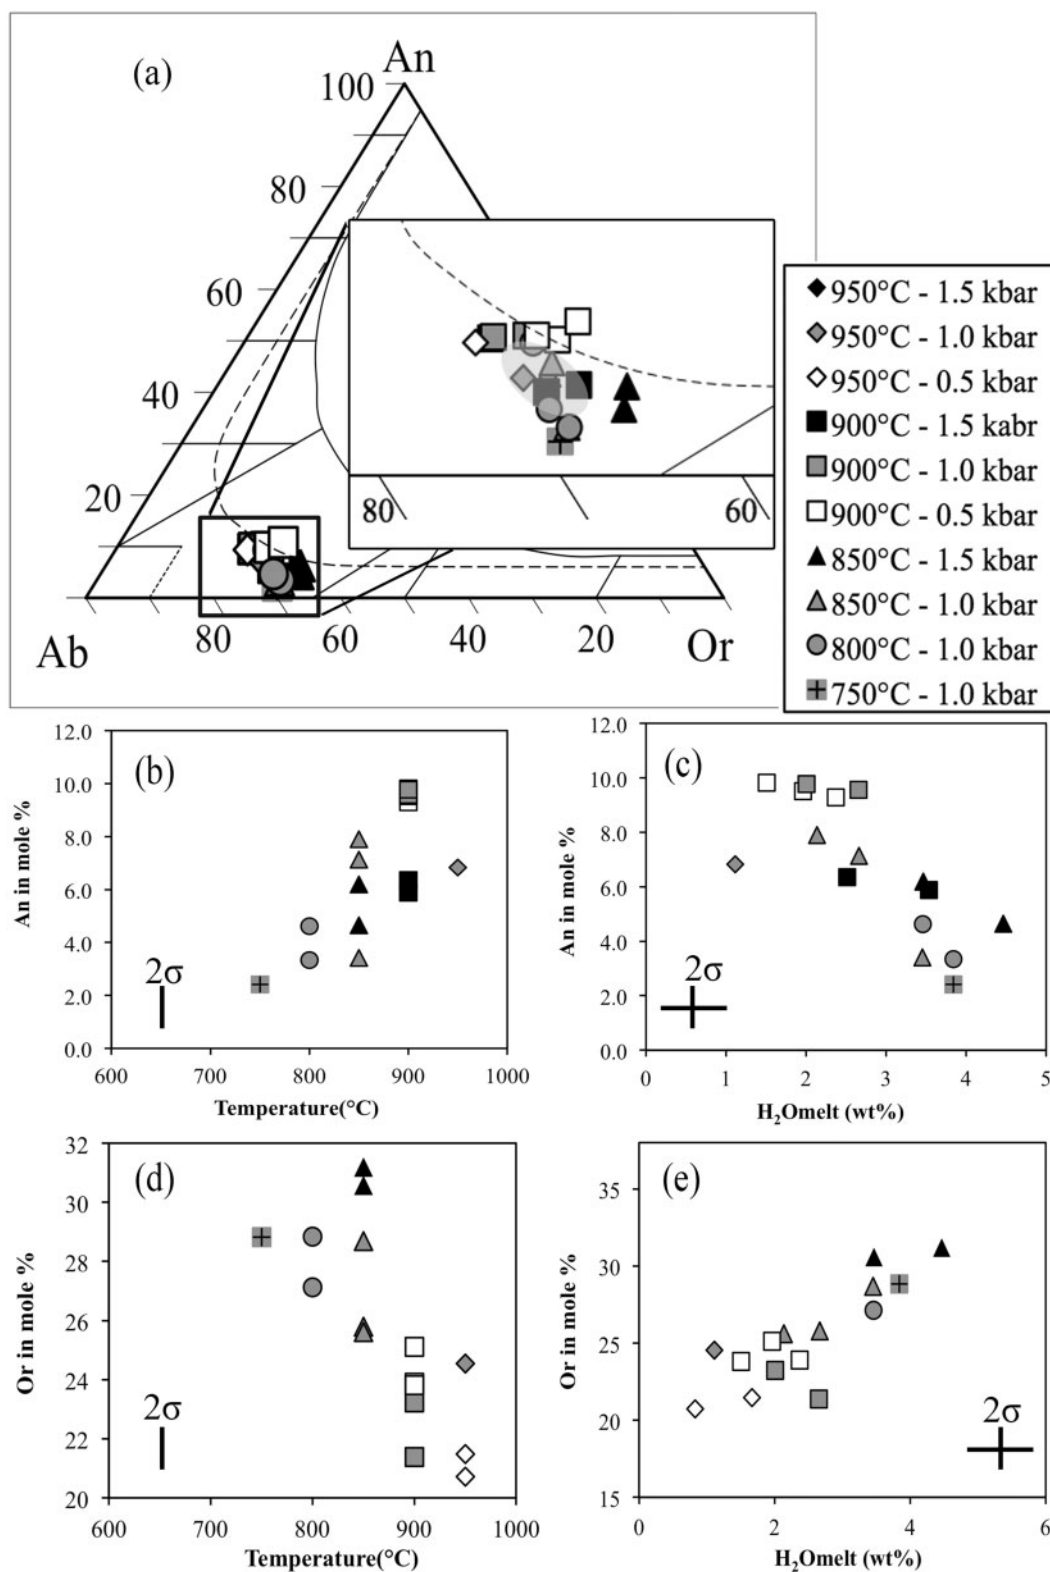 (a)
An
100
80
60
40
20
80
60
Ab
80
60
40
20
Or
950°C - 1.5 kbar
950°C - 1.0 kbar
950°C - 0.5 kbar
900°C - 1.5 kabr
900°C - 1.0 kbar
900°C - 0.5 kbar
850°C - 1.5 kbar
850°C - 1.0 kbar
800°C - 1.0 kbar
750°C - 1.0 kbar
(b)
An in mole %
12.0
10.0
8.0
6.0
4.0
2.0
0.0
2σ
600
700
800
900
1000
Temperature(°C)
(c)
An in mole %
12.0
10.0
8.0
6.0
4.0
2.0
0.0
2σ
0
1
2
3
4
5
H₂Omelt (wt%)
(d)
Or in mole %
32
30
28
26
24
22
20
2σ
600
700
800
900
1000
Temperature(°C)
(e)
Or in mole %
35
30
25
20
15
2σ
0
2
4
6
H₂Omelt (wt%)